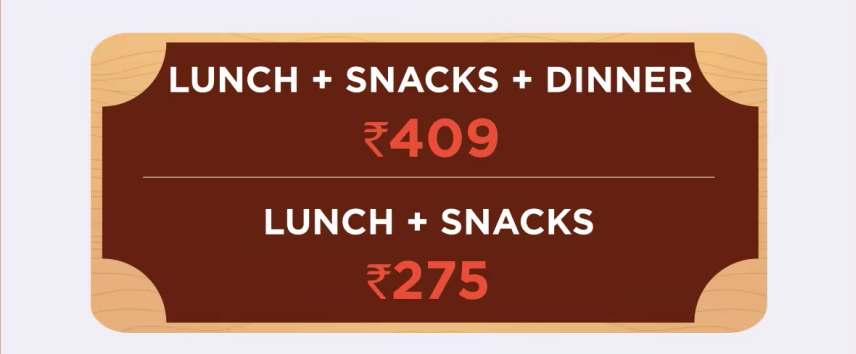 LUNCH + SNACKS + DINNER
₹409
LUNCH + SNACKS
₹275